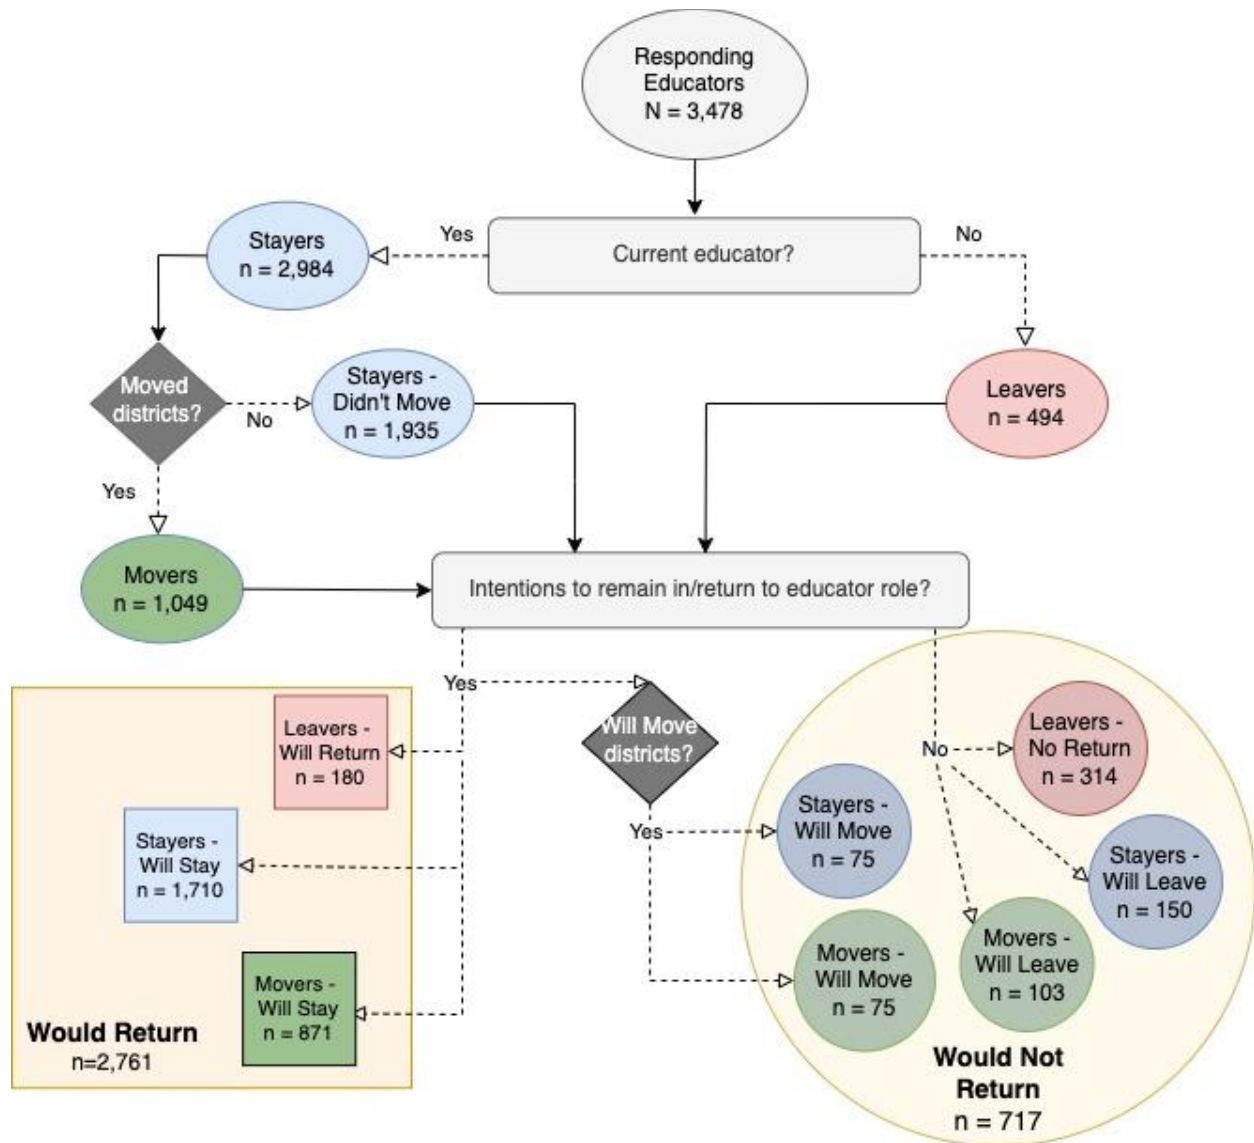 Responding
Educators
N = 3,478
Current educator?
Yes
No
Stayers
n = 2,984
Moved
districts?
No
Yes
Stayers -
Didn't Move
n = 1,935
Leavers
n = 494
Movers
n = 1,049
Intentions to remain in/return to educator role?
Yes
Will Move
districts?
No
Leavers -
Will Return
n = 180
Stayers -
Will Stay
n = 1,710
Movers -
Will Stay
n = 871
Would Return
n=2,761
Yes
Stayers -
Will Move
n = 75
Movers -
Will Move
n = 75
Leavers -
No Return
n = 314
Stayers -
Will Leave
n = 150
Movers -
Will Leave
n = 103
Would Not
Return
n = 717